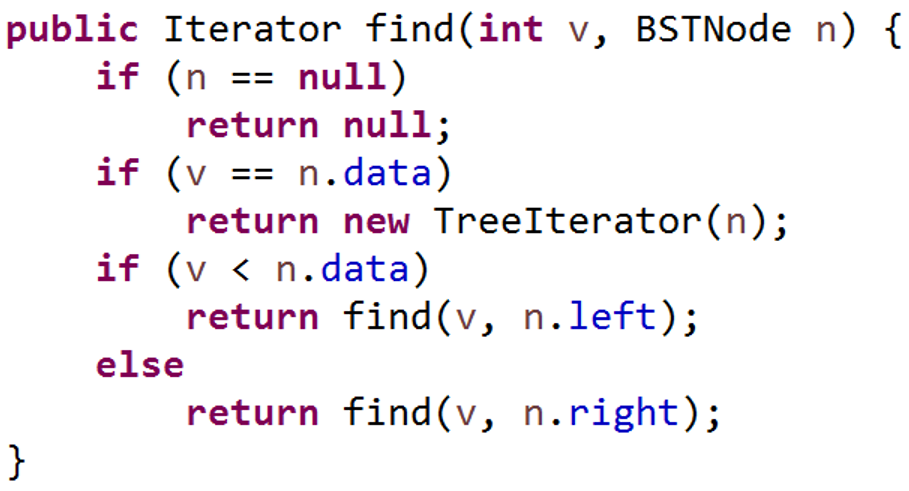 public Iterator find(int v, BSTNode n) {
    if (n == null)
        return null;
    if (v == n.data)
        return new TreeIterator(n);
    if (v < n.data)
        return find(v, n.left);
    else
        return find(v, n.right);
}